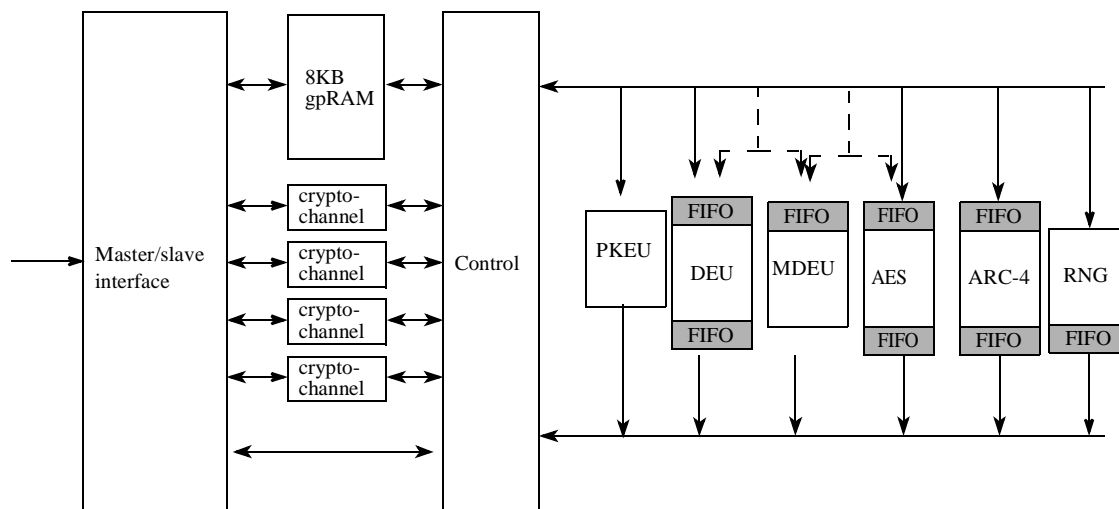 Master/slave
interface
8KB
gpRAM
crypto-
channel
crypto-
channel
crypto-
channel
crypto-
channel
Control
PKEU
FIFO
DEU
FIFO
FIFO
MDEU
FIFO
AES
FIFO
FIFO
ARC-4
FIFO
RNG
FIFO